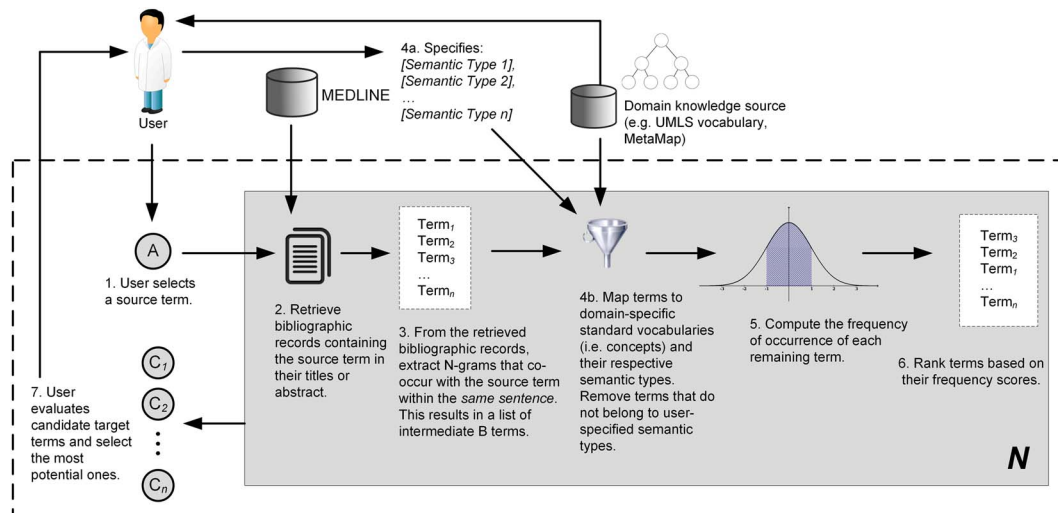 User
MEDLINE
4a. Specifies:
[Semantic Type 1],
[Semantic Type 2],
...
[Semantic Type n]
Domain knowledge source
(e.g. UMLS vocabulary,
MetaMap)
A
1. User selects
a source term.
2. Retrieve
bibliographic
records containing
the source term in
their titles or
abstract.
Term1
Term2
Term3
...
Termn
3. From the retrieved
bibliographic records,
extract N-grams that co-
occur with the source term
within the same sentence.
This results in a list of
intermediate B terms.
4b. Map terms to
domain-specific
standard vocabularies
(i.e. concepts) and
their respective
semantic types.
Remove terms that do
not belong to user-
specified semantic
types.
-3 -2 -1 1 2 3
5. Compute the frequency
of occurrence of each
remaining term.
Term3
Term2
Term1
...
Termn
6. Rank terms based on
their frequency scores.
N
C1
C2
Cn
7. User
evaluates
candidate target
terms and select
the most
potential ones.